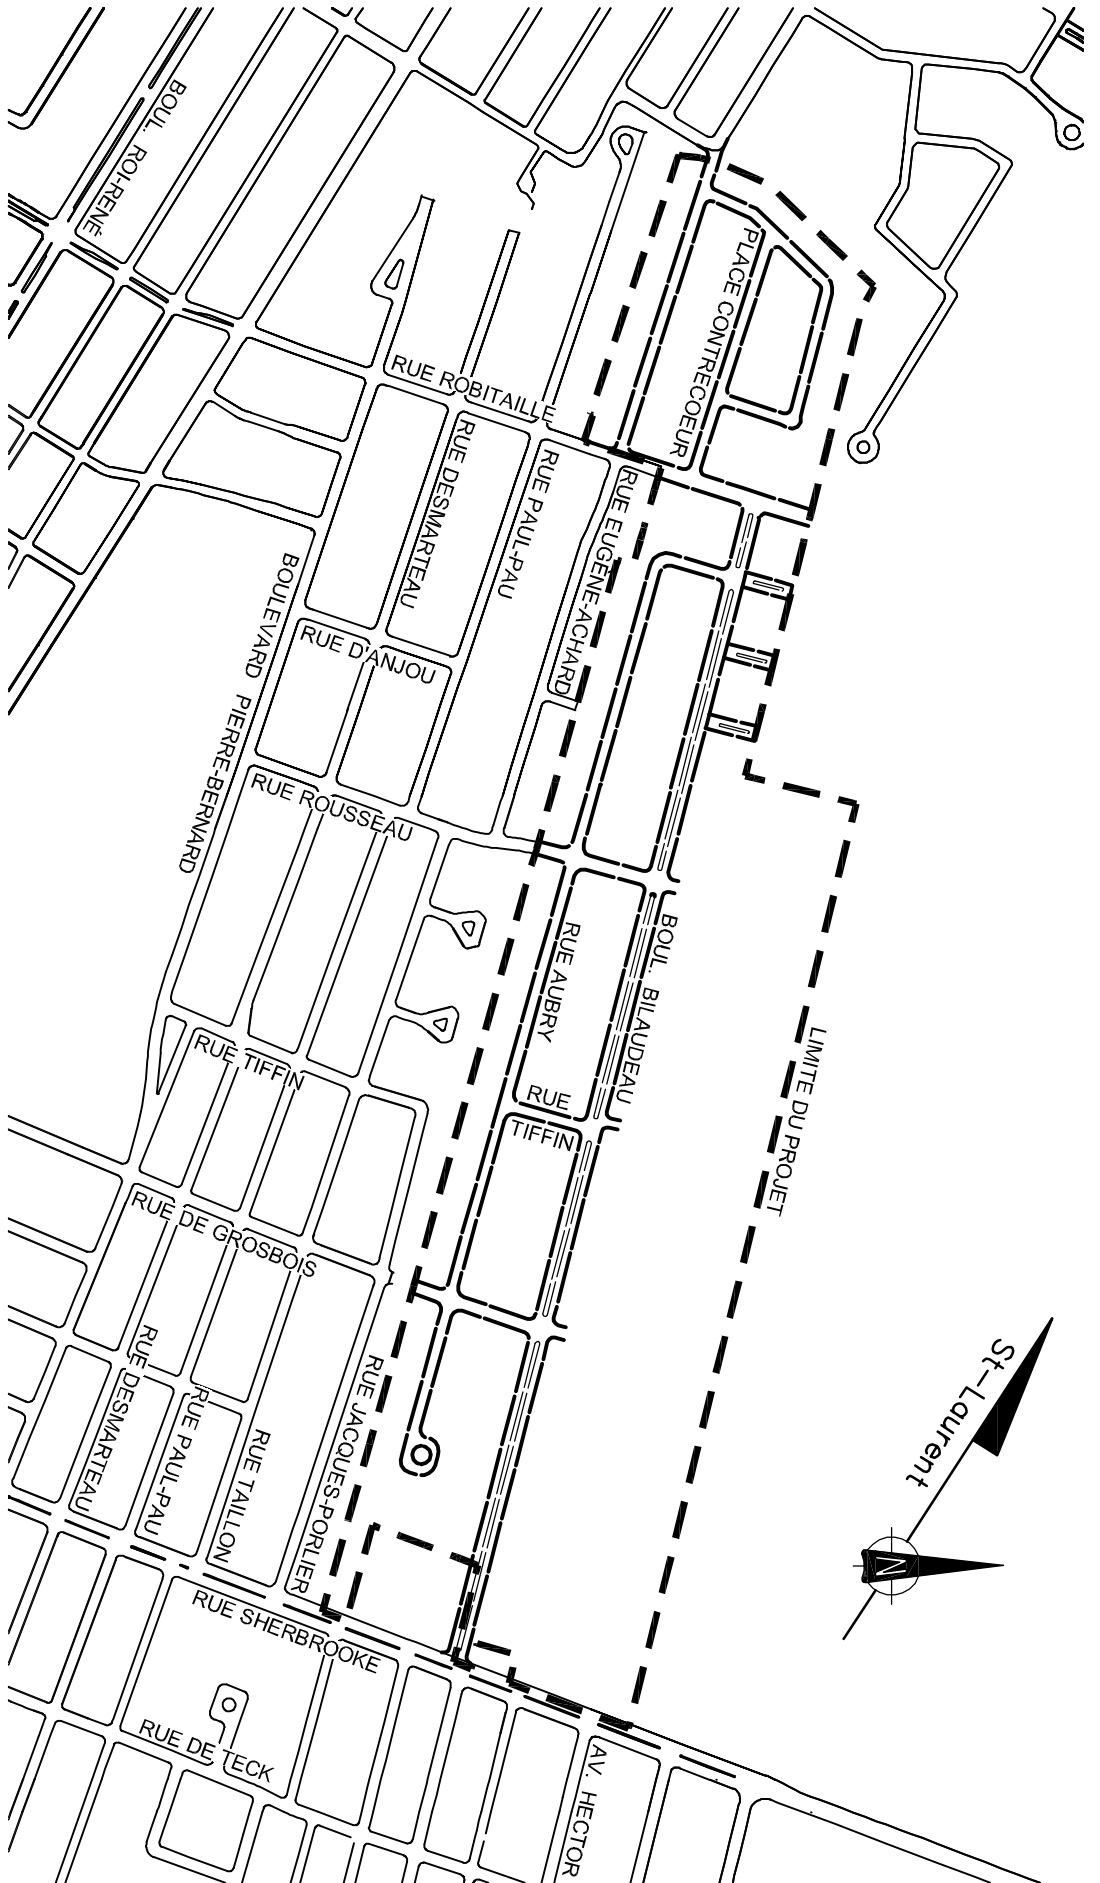 BOUL. ROI-RENÉ
PLACE CONTRECOEUR
RUE ROBITAILLE
RUE DESMARTEAU
RUE PAUL-PAU
RUE EUGÈNE-ACHARD
BOULEVARD PIERRE-BERNARD
RUE D'ANJOU
RUE ROUSSEAU
RUE AUBRY
BOUL. BILAUDEAU
LIMITE DU PROJET
RUE TIFFIN
RUE
TIFFIN
RUE DE GROSBOIS
RUE DESMARTEAU
RUE PAUL-PAU
RUE TAILLON
RUE JACQUES-PORLIER
St-Laurent
N
RUE SHERBROOKE
RUE DE TECK
AV. HECTOR